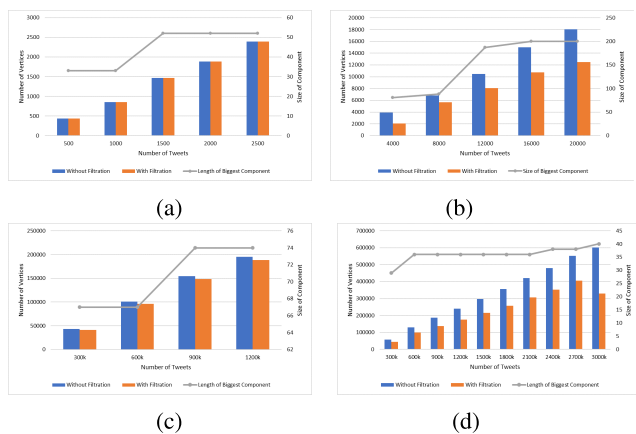 3000
2500
2000
1500
1000
500
0
60
50
40
30
20
10
0
Number of Vertices
Size of Component
500 1000 1500 2000 2500
Number of Tweets
Without Filtration With Filtration Length of Biggest Component
(a)
20000
18000
16000
14000
12000
10000
8000
6000
4000
2000
0
250
200
150
100
50
0
Number of Vertices
Size of Component
4000 8000 12000 16000 20000
Number of Tweets
Without Filtration With Filtration Size of Biggest Component
(b)
250000
200000
150000
100000
50000
0
76
74
72
70
68
66
64
62
Number of Vertices
Size of Component
300k 600k 900k 1200k
Number of Tweets
Without Filtration With Filtration Length of Biggest Component
(c)
700000
600000
500000
400000
300000
200000
100000
0
40
35
30
25
20
15
10
5
0
Number of Vertices
Size of Component
300k 600k 900k 1200k 1500k 1800k 2100k 2400k 2700k 3000k
Number of Tweets
Without Filtration With Filtration Length of Biggest Component
(d)